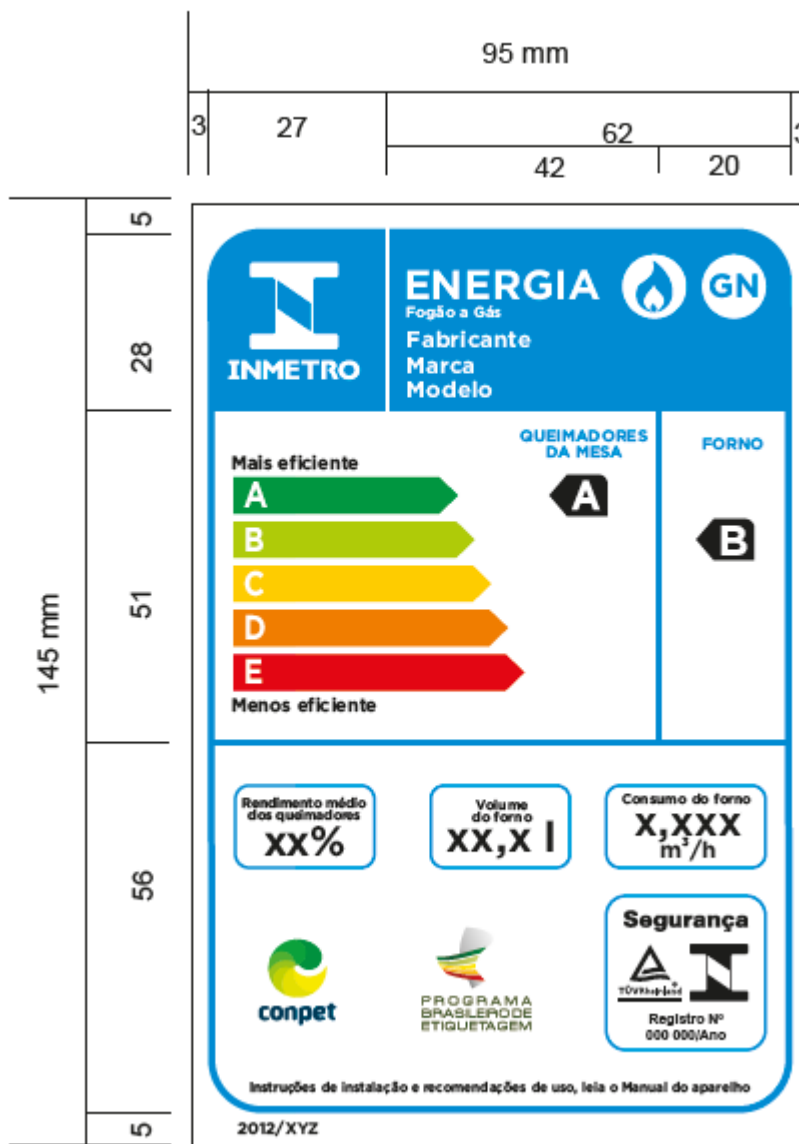 95 mm
3
27
62
3
42
20
5
28
51
145 mm
56
5
INMETRO
ENERGIA
GN
Fogão a Gás
Fabricante
Marca
Modelo
QUEIMADORES
DA MESA
FORNO
Mais eficiente
A
B
C
D
E
Menos eficiente
A
B
Rendimento médio
dos queimadores
xx%
Volume
do forno
xx,x l
Consumo do forno
x,xxx
m³/h
conpet
PROGRAMA
BRASILERODE
ETIQUETAGEM
Segurança
TÜVRheinland
Registro Nº
000 000/Ano
Instruções de instalação e recomendações de uso, leia o Manual do aparelho
2012/XYZ